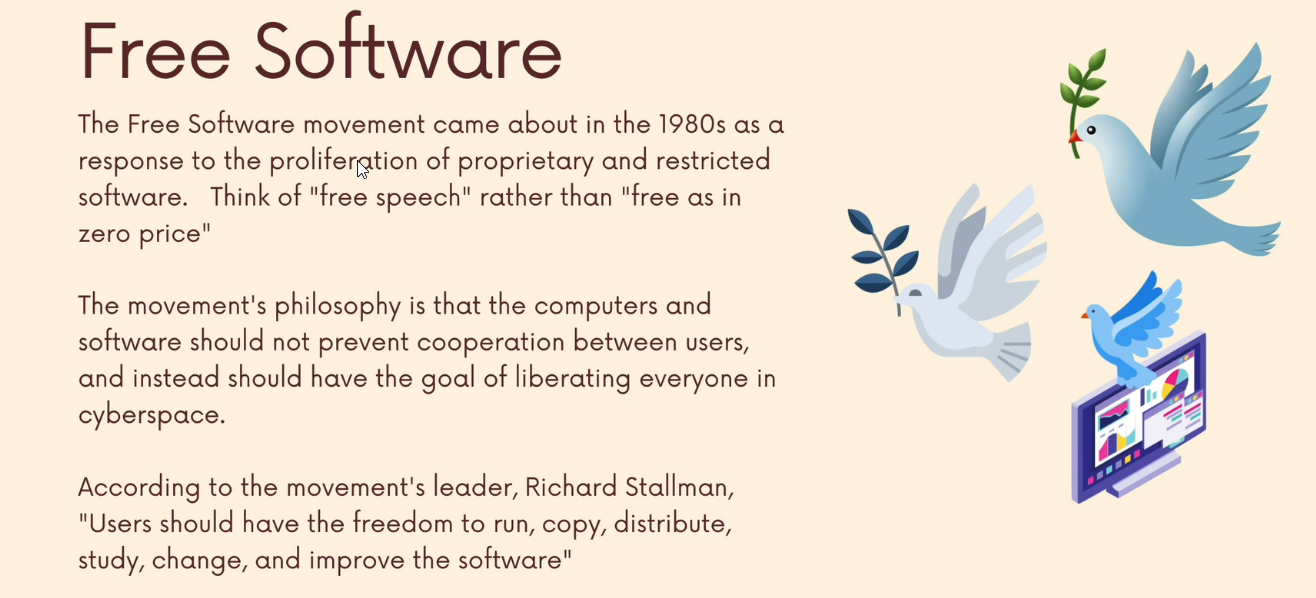 Free Software
The Free Software movement came about in the 1980s as a
response to the proliferation of proprietary and restricted
software.   Think of "free speech" rather than "free as in
zero price"
The movement's philosophy is that the computers and
software should not prevent cooperation between users,
and instead should have the goal of liberating everyone in
cyberspace.
According to the movement's leader, Richard Stallman,
"Users should have the freedom to run, copy, distribute,
study, change, and improve the software"